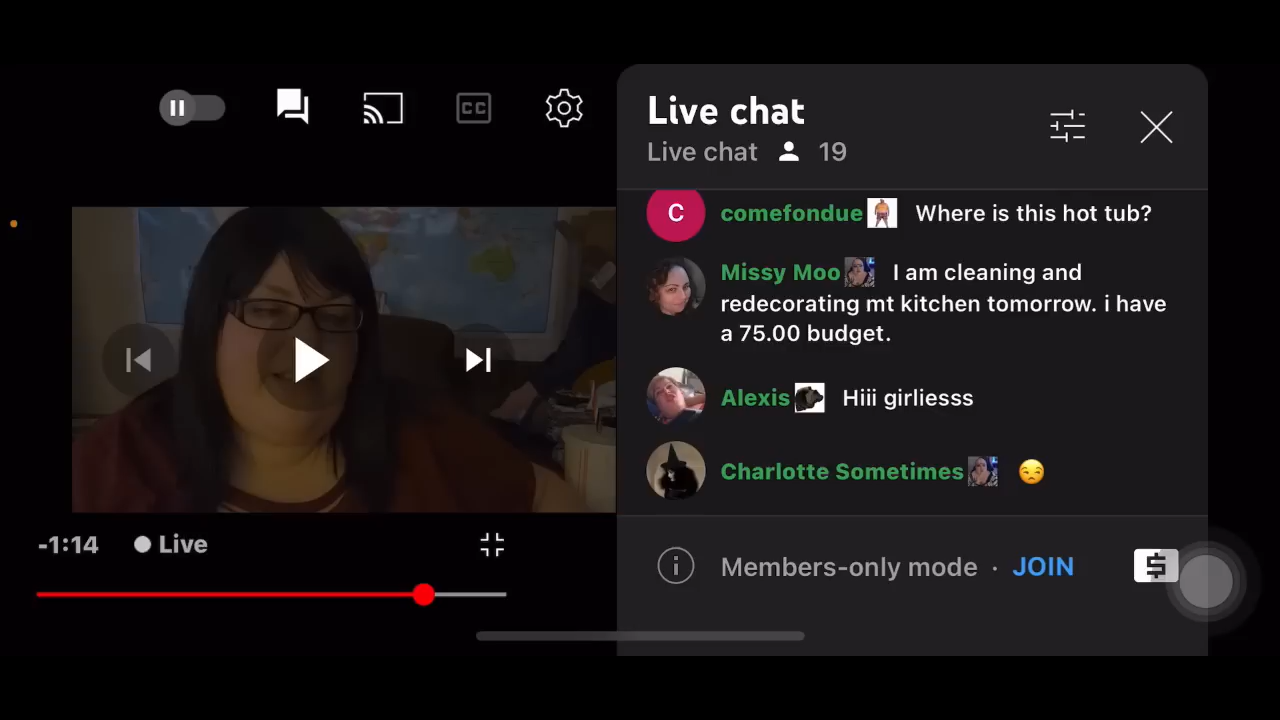 Live chat
Live chat 19
C comefondue Where is this hot tub?
Missy Moo I am cleaning and
redecorating mt kitchen tomorrow. i have
a 75.00 budget.
Alexis Hiii girliesss
Charlotte Sometimes 😒
Members-only mode · JOIN
CC
-1:14 Live